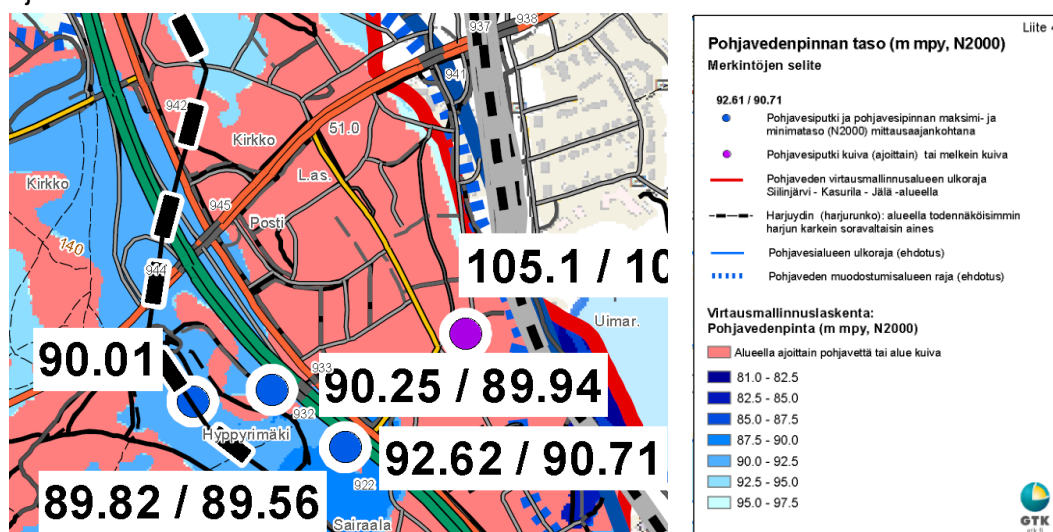 938
937
941
942
Kirkko
51.0
Kirkko
L.as.
945
Posti
140
944
105.1 / 10
Uimar.
90.01
933
90.25 / 89.94
932
Hyppyrimäki
92.62 / 90.71
922
89.82 / 89.56
Sairaala
Liite 4
Pohjavedenpinnan taso (m mpy, N2000)
Merkintöjen selite
92.61 / 90.71
Pohjavesiputki ja pohjavesipinnan maksimi- ja
minimataso (N2000) mittausaajankohtana
Pohjavesiputki kuiva (ajoittain) tai melkein kuiva
Pohjaveden virtausmallinnusalueen ulkoraja
Siilinjärvi - Kasurila - Jälä -alueella
Harjuydin (harjurunko): alueella todennäköisimmin
harjun karkein soravaltaisin aines
Pohjavesialueen ulkoraja (ehdotus)
Pohjaveden muodostumisalueen raja (ehdotus)
Virtausmallinnuslaskenta:
Pohjavedenpinta (m mpy, N2000)
Alueella ajoittain pohjavettä tai alue kuiva
81.0 - 82.5
82.5 - 85.0
85.0 - 87.5
87.5 - 90.0
90.0 - 92.5
92.5 - 95.0
95.0 - 97.5
GTK